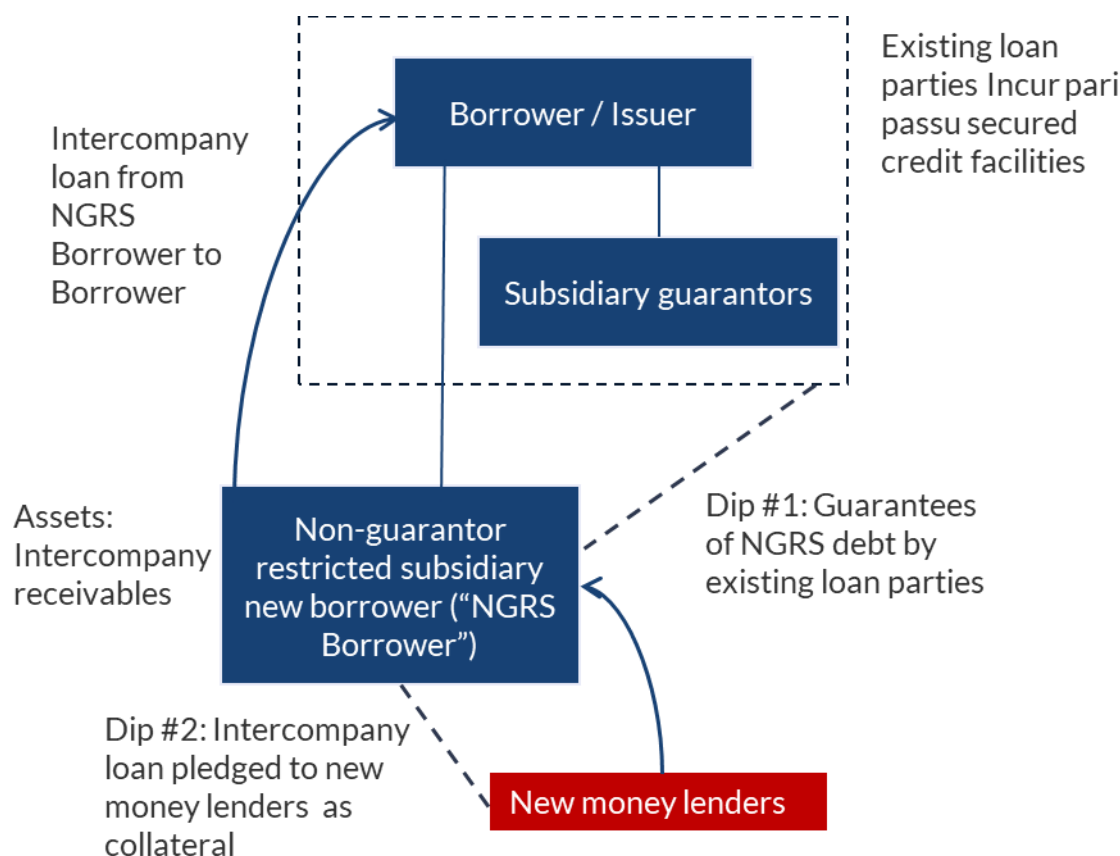 Borrower / Issuer
Existing loan
parties Incur pari
passu secured
credit facilities
Intercompany
loan from
NGRS
Borrower to
Borrower
Subsidiary guarantors
Assets:
Intercompany
receivables
Non-guarantor
restricted subsidiary
new borrower (“NGRS
Borrower”)
Dip #1: Guarantees
of NGRS debt by
existing loan parties
Dip #2: Intercompany
loan pledged to new
money lenders as
collateral
New money lenders